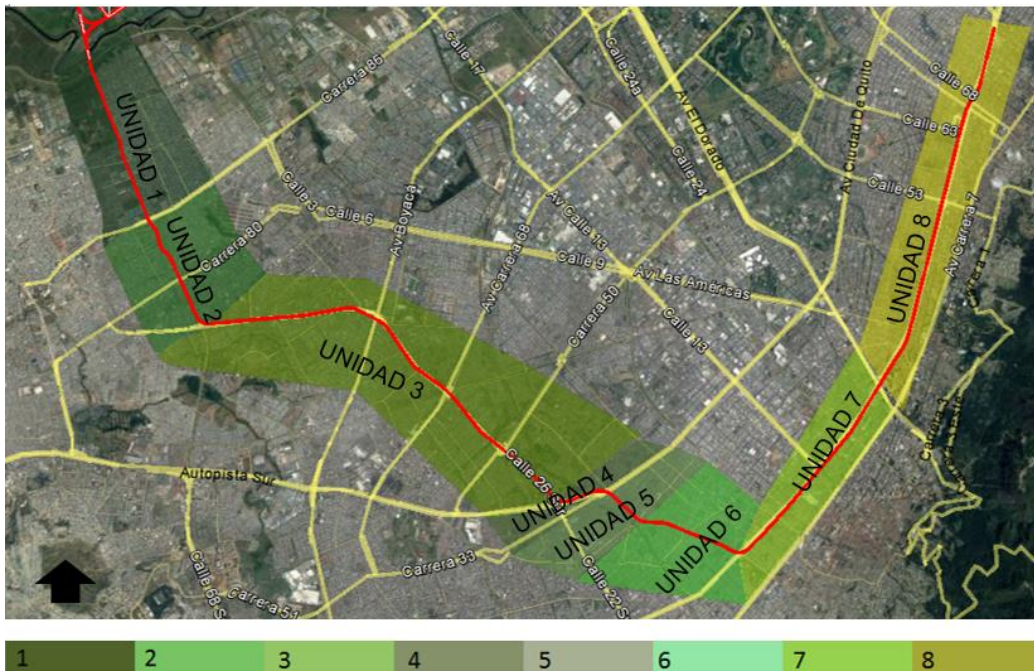 Calle 17
Carrera 86
Calle 24a
Av Ciudad De Quito
Calle 68
Calle 63
Av El Dorado
Calle 24
Calle 53
UNIDAD 1
Calle 3
Calle 6
Av Boyaca
Av Carrera 68
Av Calle 13
UNIDAD 8
Av Carrera 7
Carrera 1
UNIDAD 2
Carrera 80
Calle 9
Av Las Américas
Carrera 50
Calle 13
UNIDAD 3
UNIDAD 7
Carrera 3
Autopista Sur
Calle 26
UNIDAD 4
UNIDAD 5
UNIDAD 6
Carrera 33
Calle 22 S
Calle 68 S
Carrera 51
1 2 3 4 5 6 7 8